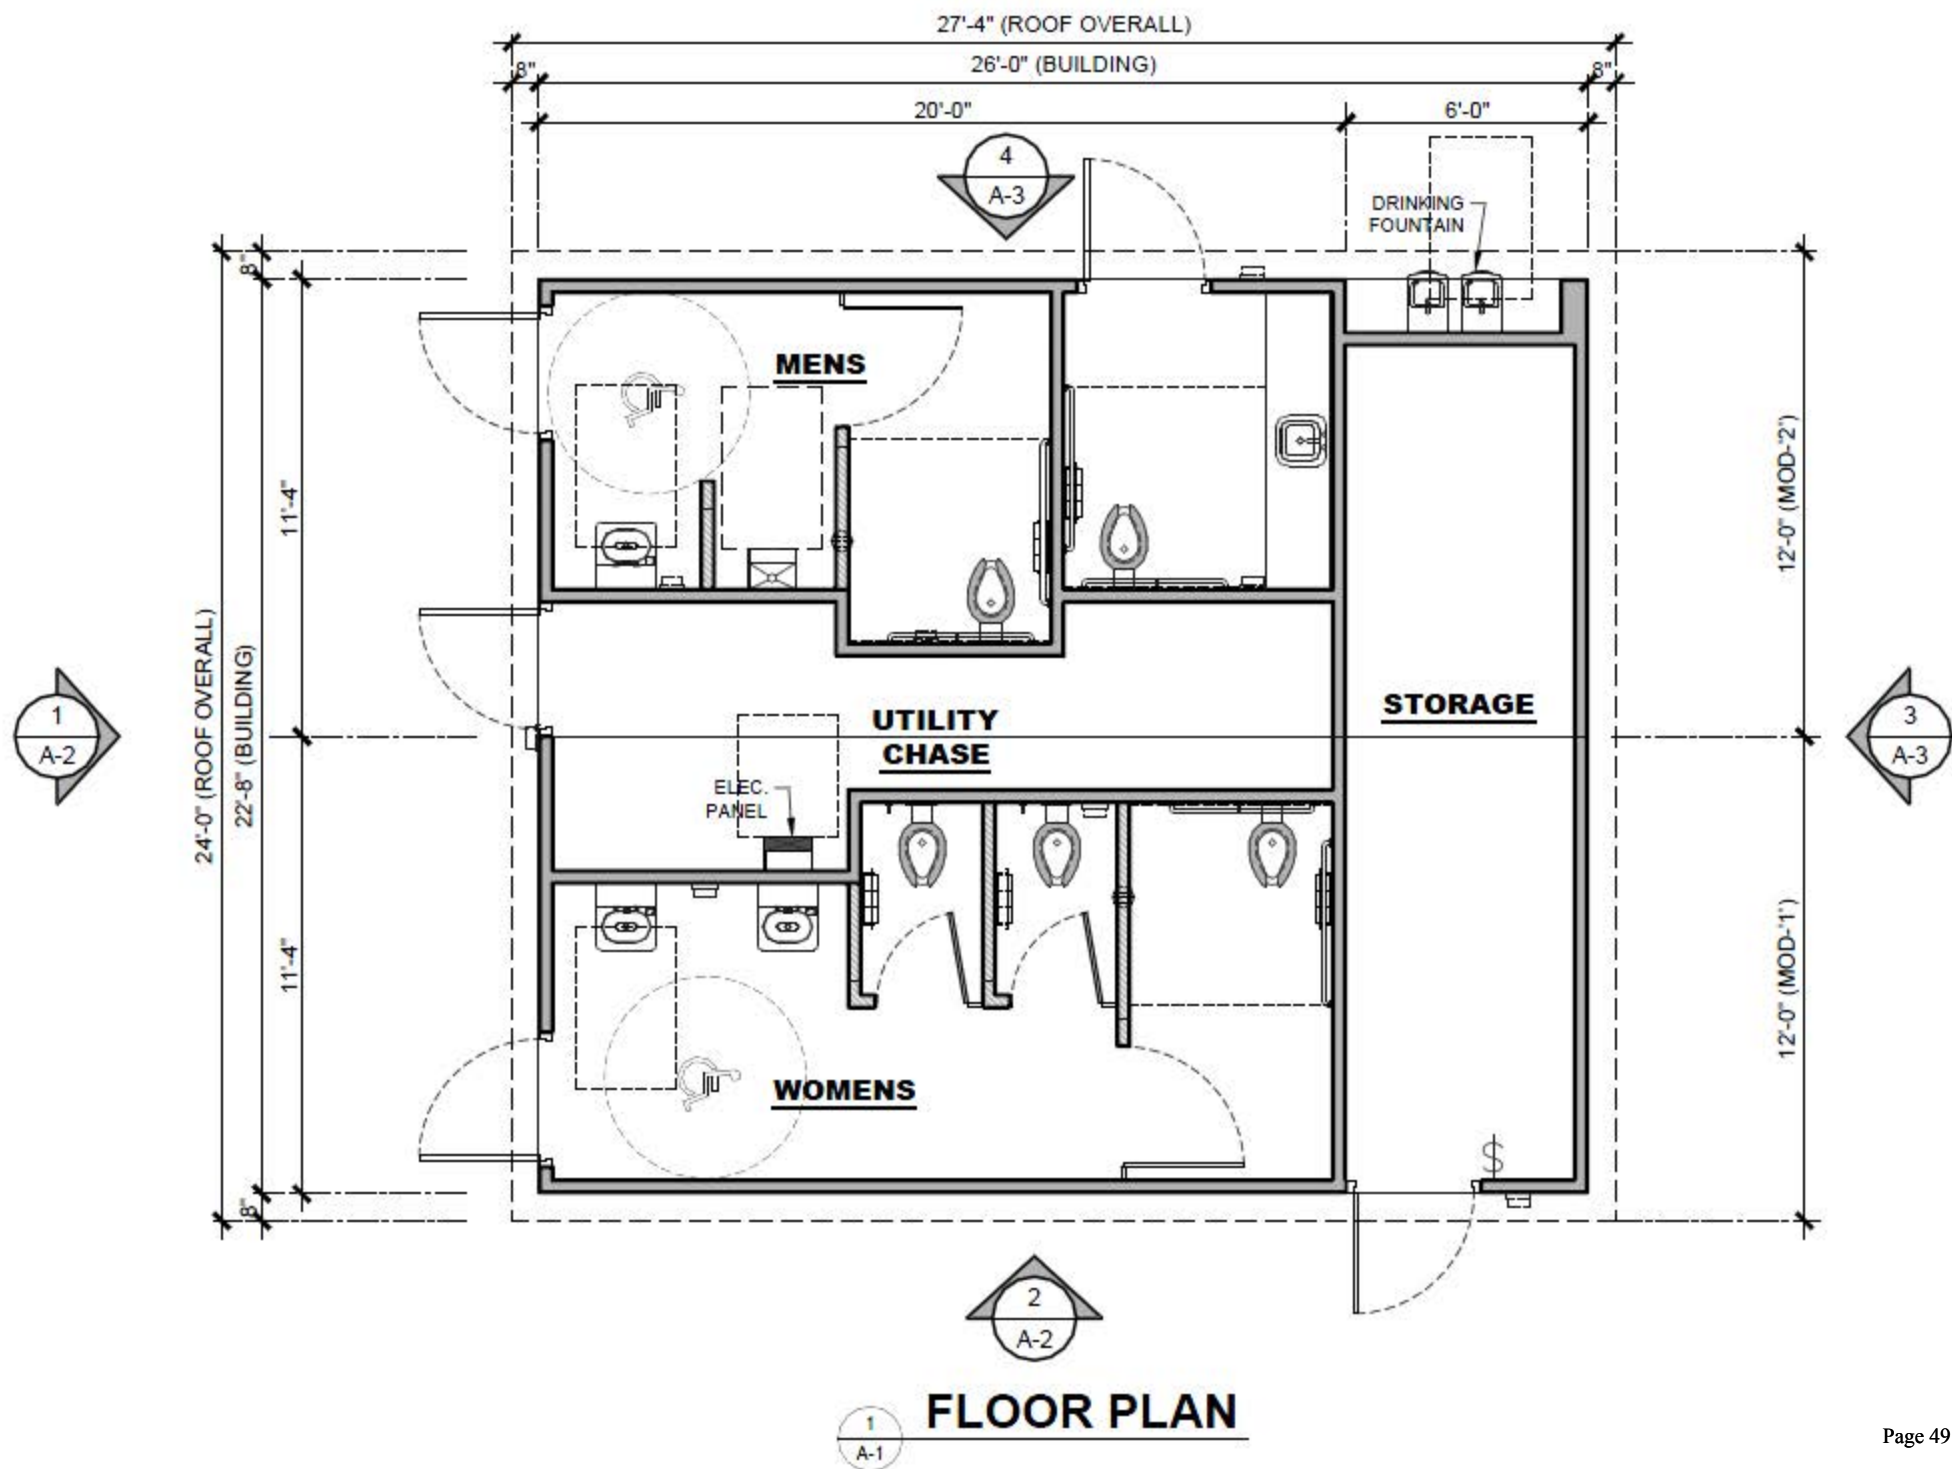 27'-4" (ROOF OVERALL)
8"
26'-0" (BUILDING)
8"
20'-0"
6'-0"
4
A-3
DRINKING
FOUNTAIN
8"
MENS
11'-4"
12'-0" (MOD-'2')
24'-0" (ROOF OVERALL)
22'-8" (BUILDING)
1
A-2
UTILITY
CHASE
STORAGE
3
A-3
ELEC.
PANEL
11'-4"
12'-0" (MOD-'1')
WOMENS
$
8"
2
A-2
1
A-1
FLOOR PLAN
Page 49